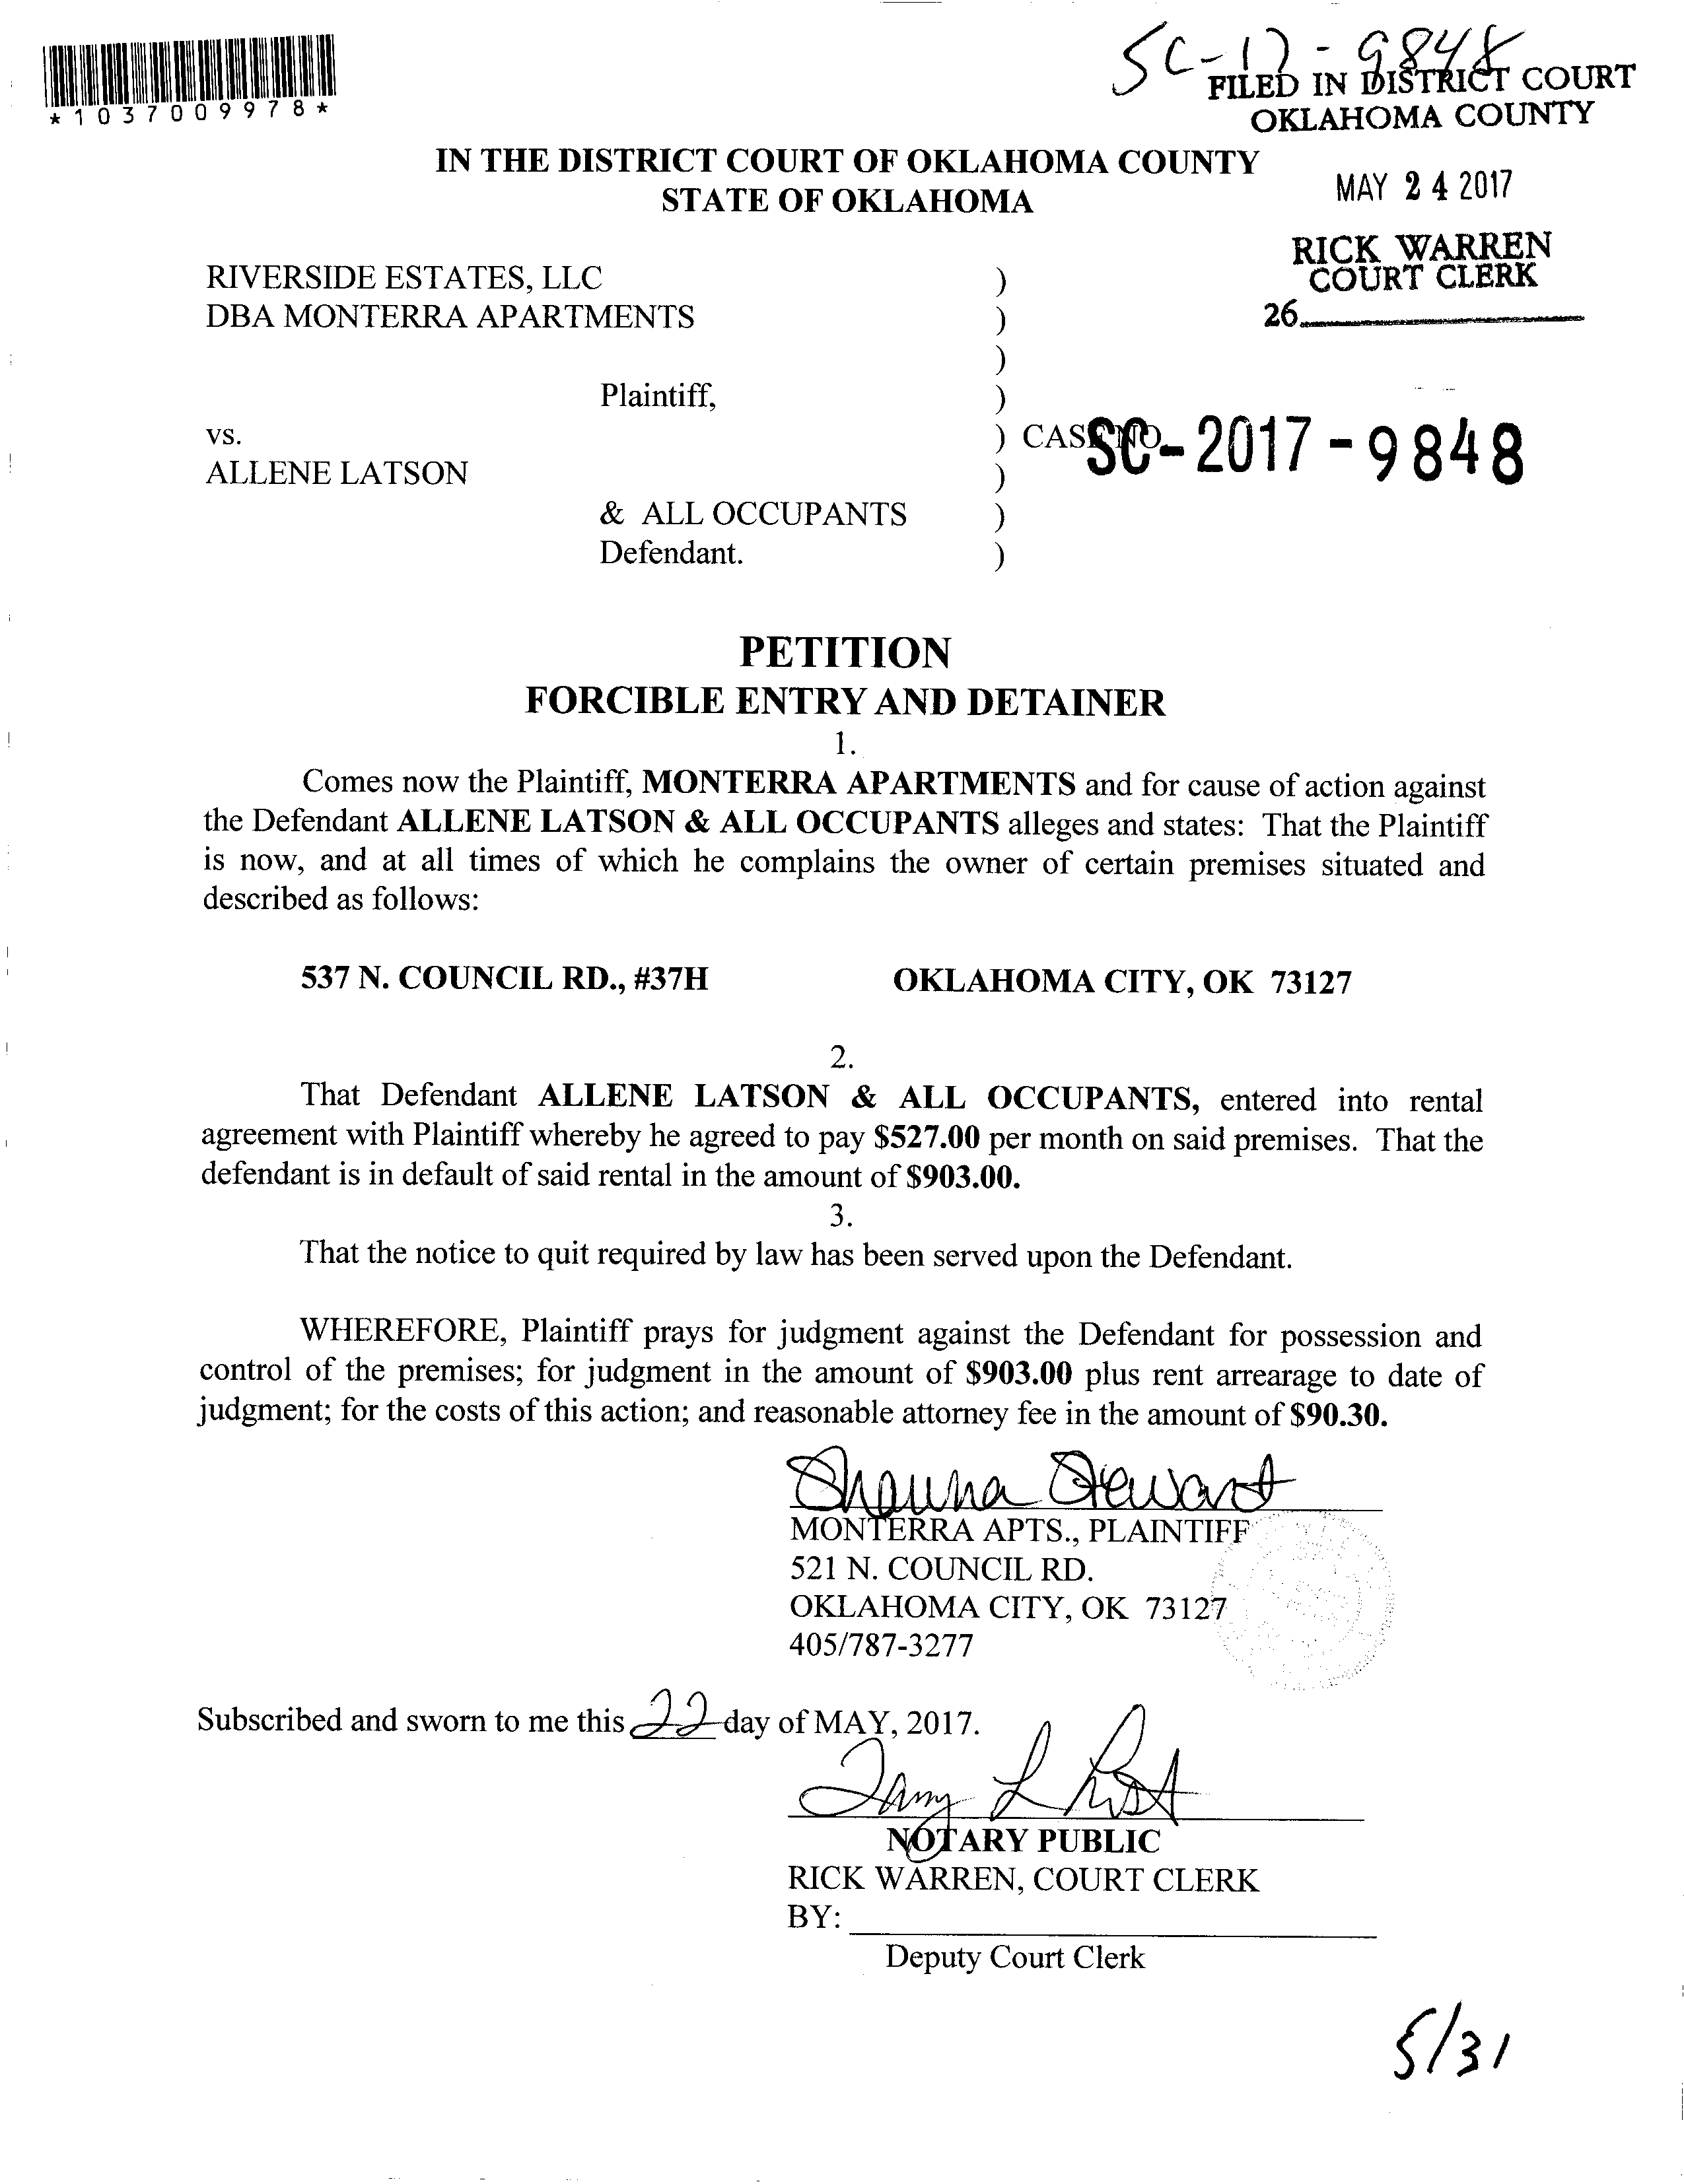 *1037009978*
SC-17-9848
FILED IN DISTRICT COURT
OKLAHOMA COUNTY
IN THE DISTRICT COURT OF OKLAHOMA COUNTY
STATE OF OKLAHOMA
MAY 24 2017
RICK WARREN
COURT CLERK
26
RIVERSIDE ESTATES, LLC )
DBA MONTERRA APARTMENTS )
)
Plaintiff, )
vs. ) CASE NO. SC-2017-9848
ALLENE LATSON )
& ALL OCCUPANTS )
Defendant. )
PETITION
FORCIBLE ENTRY AND DETAINER
1.
Comes now the Plaintiff, MONTERRA APARTMENTS and for cause of action against
the Defendant ALLENE LATSON & ALL OCCUPANTS alleges and states: That the Plaintiff
is now, and at all times of which he complains the owner of certain premises situated and
described as follows:
537 N. COUNCIL RD., #37H OKLAHOMA CITY, OK 73127
2.
That Defendant ALLENE LATSON & ALL OCCUPANTS, entered into rental
agreement with Plaintiff whereby he agreed to pay $527.00 per month on said premises. That the
defendant is in default of said rental in the amount of $903.00.
3.
That the notice to quit required by law has been served upon the Defendant.
WHEREFORE, Plaintiff prays for judgment against the Defendant for possession and
control of the premises; for judgment in the amount of $903.00 plus rent arrearage to date of
judgment; for the costs of this action; and reasonable attorney fee in the amount of $90.30.
Shauna Stewart
MONTERRA APTS., PLAINTIFF
521 N. COUNCIL RD.
OKLAHOMA CITY, OK 73127
405/787-3277
Subscribed and sworn to me this 22 day of MAY, 2017.
NOTARY PUBLIC
RICK WARREN, COURT CLERK
BY:
Deputy Court Clerk
5/31